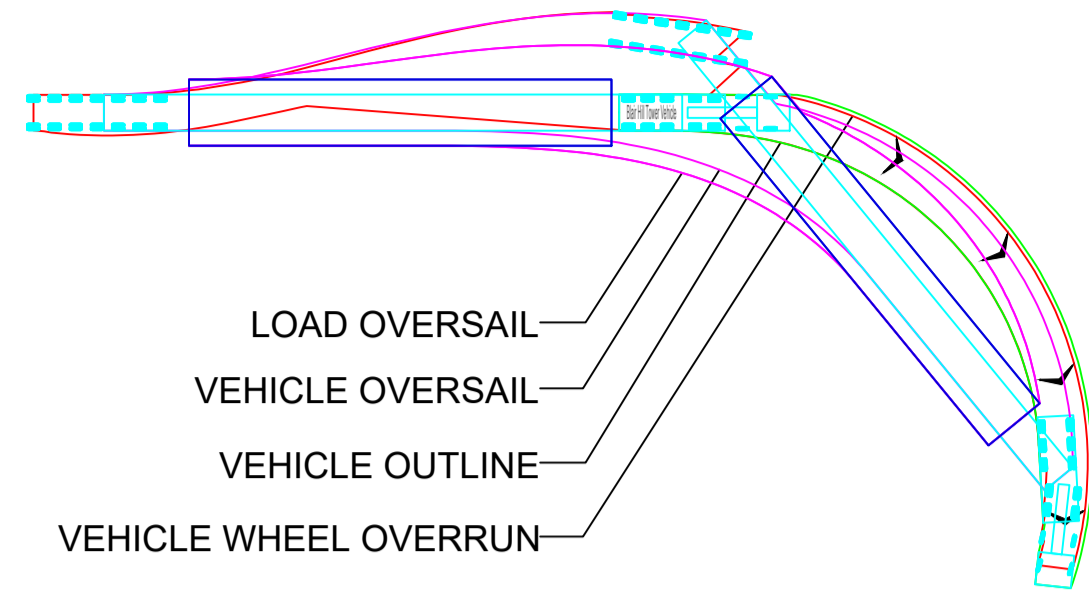 Blair Hill Tower Vehicle
LOAD OVERSAIL
VEHICLE OVERSAIL
VEHICLE OUTLINE
VEHICLE WHEEL OVERRUN